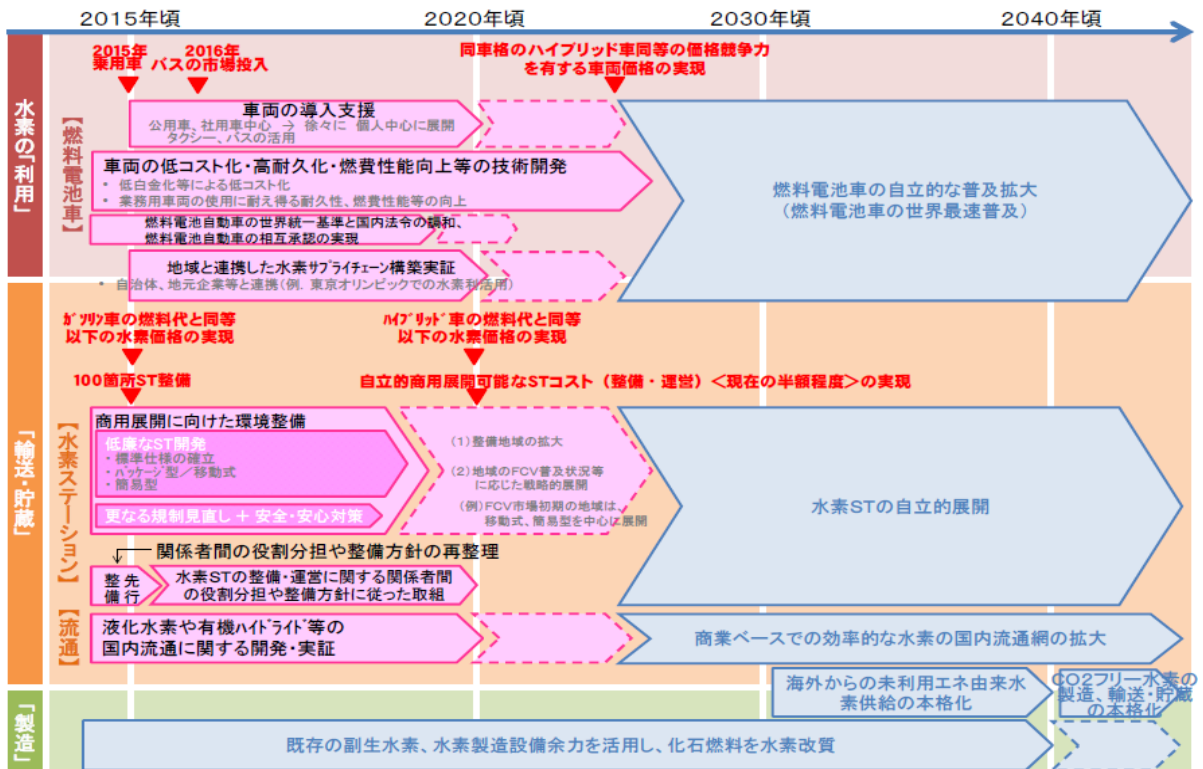 2015年頃
2020年頃
2030年頃
2040年頃
水素の「利用」
【燃料電池車】
2015年
乗用車
2016年
バスの市場投入
同車格のハイブリッド車同等の価格競争力
を有する車両価格の実現
車両の導入支援
公用車、社用車中心 → 徐々に 個人中心に展開
タクシー、バスの活用
車両の低コスト化・高耐久化・燃費性能向上等の技術開発
・ 低白金化等による低コスト化
・ 業務用車両の使用に耐え得る耐久性、燃費性能等の向上
燃料電池自動車の世界統一基準と国内法令の調和、
燃料電池自動車の相互承認の実現
地域と連携した水素サプライチェーン構築実証
・ 自治体、地元企業等と連携(例. 東京オリンピックでの水素利活用)
燃料電池車の自立的な普及拡大
(燃料電池車の世界最速普及)
「輸送・貯蔵」
【水素ステーション】
ガソリン車の燃料代と同等
以下の水素価格の実現
ハイブリッド車の燃料代と同等
以下の水素価格の実現
100箇所ST整備
自立的商用展開可能なSTコスト(整備・運営)<現在の半額程度>の実現
商用展開に向けた環境整備
低廉なST開発
・標準仕様の確立
・パッケージ型/移動式
・簡易型
更なる規制見直し + 安全・安心対策
(1)整備地域の拡大
(2)地域のFCV普及状況等
に応じた戦略的展開
(例)FCV市場初期の地域は、
移動式、簡易型を中心に展開
水素STの自立的展開
関係者間の役割分担や整備方針の再整理
先行
整備
水素STの整備・運営に関する関係者間
の役割分担や整備方針に従った取組
【流通】
液化水素や有機ハイドライド等の
国内流通に関する開発・実証
商業ベースでの効率的な水素の国内流通網の拡大
海外からの未利用エネ由来水
素供給の本格化
CO2フリー水素の
製造、輸送・貯蔵
の本格化
「製造」
既存の副生水素、水素製造設備余力を活用し、化石燃料を水素改質